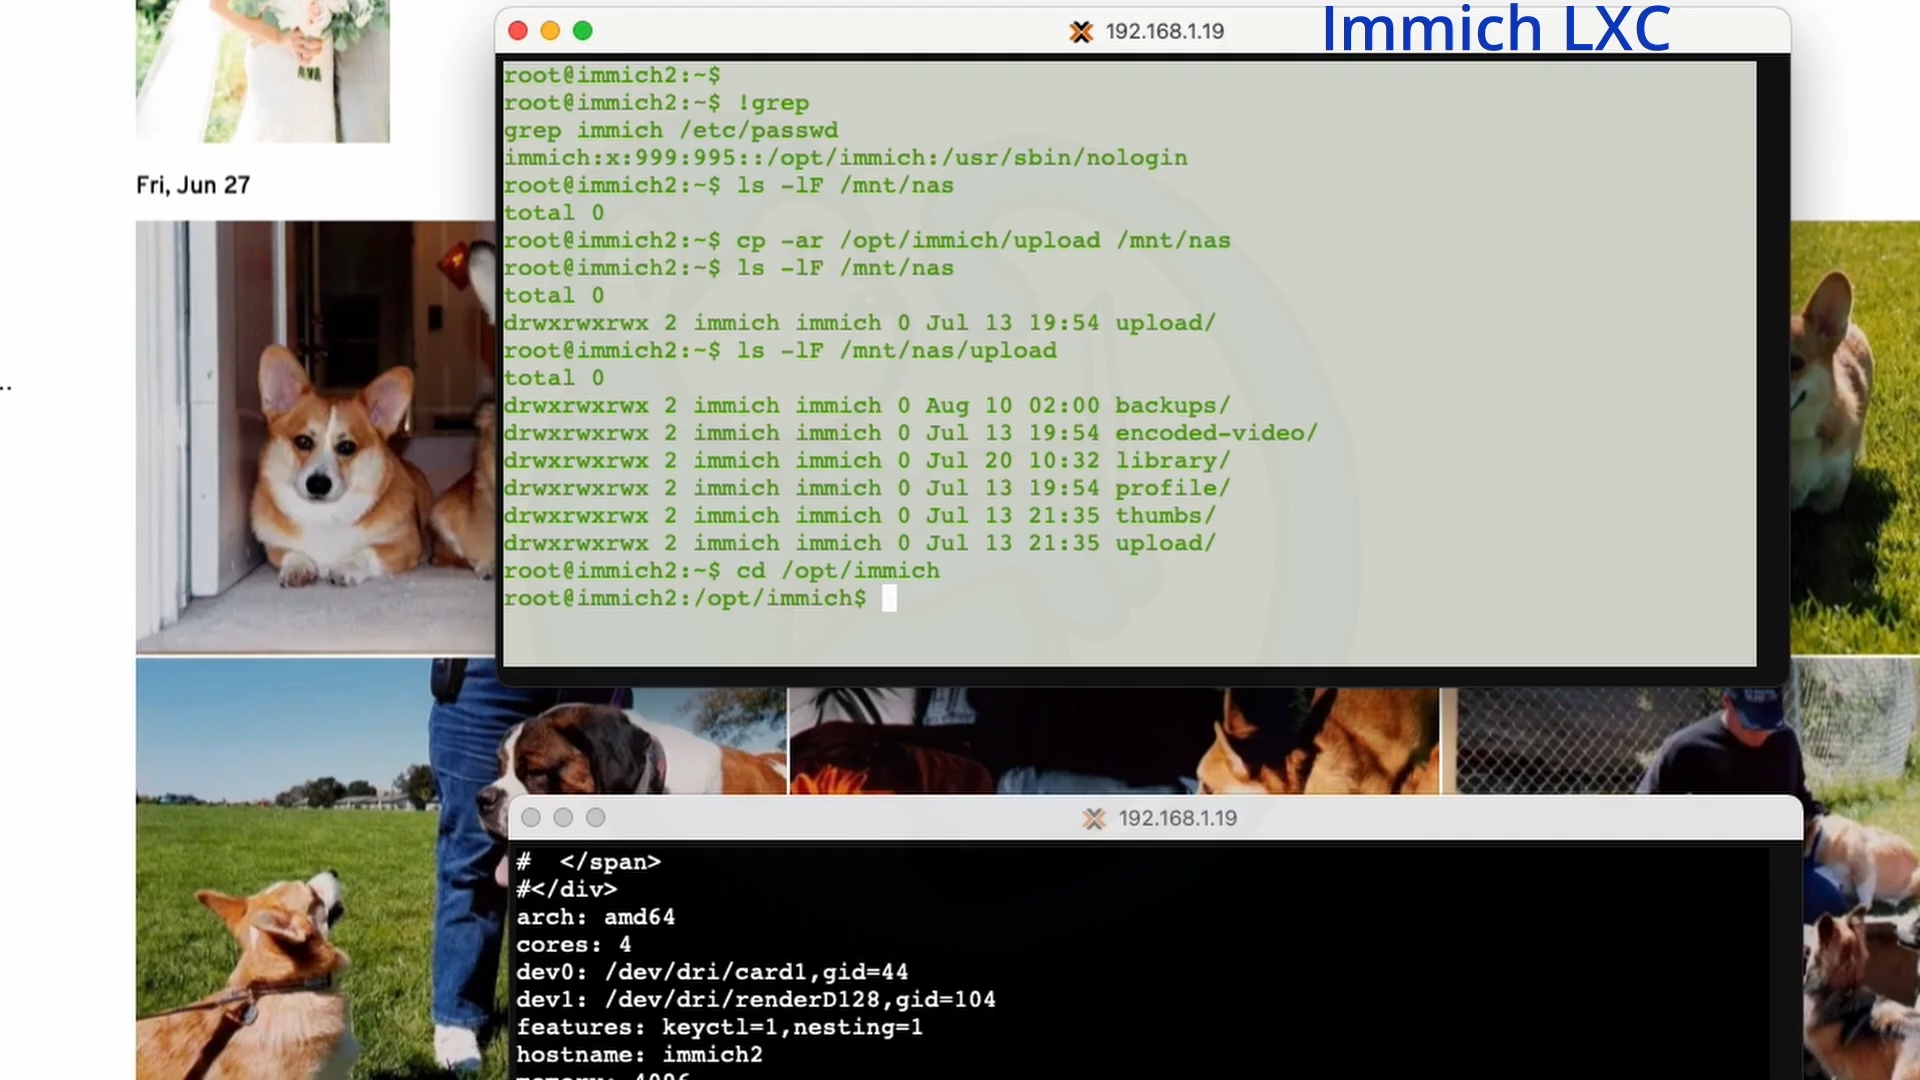 Immich LXC
192.168.1.19
root@immich2:~$
root@immich2:~$ !grep
grep immich /etc/passwd
immich:x:999:995::/opt/immich:/usr/sbin/nologin
root@immich2:~$ ls -lF /mnt/nas
total 0
root@immich2:~$ cp -ar /opt/immich/upload /mnt/nas
root@immich2:~$ ls -lF /mnt/nas
total 0
drwxrwxrwx 2 immich immich 0 Jul 13 19:54 upload/
root@immich2:~$ ls -lF /mnt/nas/upload
total 0
drwxrwxrwx 2 immich immich 0 Aug 10 02:00 backups/
drwxrwxrwx 2 immich immich 0 Jul 13 19:54 encoded-video/
drwxrwxrwx 2 immich immich 0 Jul 20 10:32 library/
drwxrwxrwx 2 immich immich 0 Jul 13 19:54 profile/
drwxrwxrwx 2 immich immich 0 Jul 13 21:35 thumbs/
drwxrwxrwx 2 immich immich 0 Jul 13 21:35 upload/
root@immich2:~$ cd /opt/immich
root@immich2:/opt/immich$
Fri, Jun 27
..
192.168.1.19
#  </span>
#</div>
arch: amd64
cores: 4
dev0: /dev/dri/card1,gid=44
dev1: /dev/dri/renderD128,gid=104
features: keyctl=1,nesting=1
hostname: immich2
memory: 4096